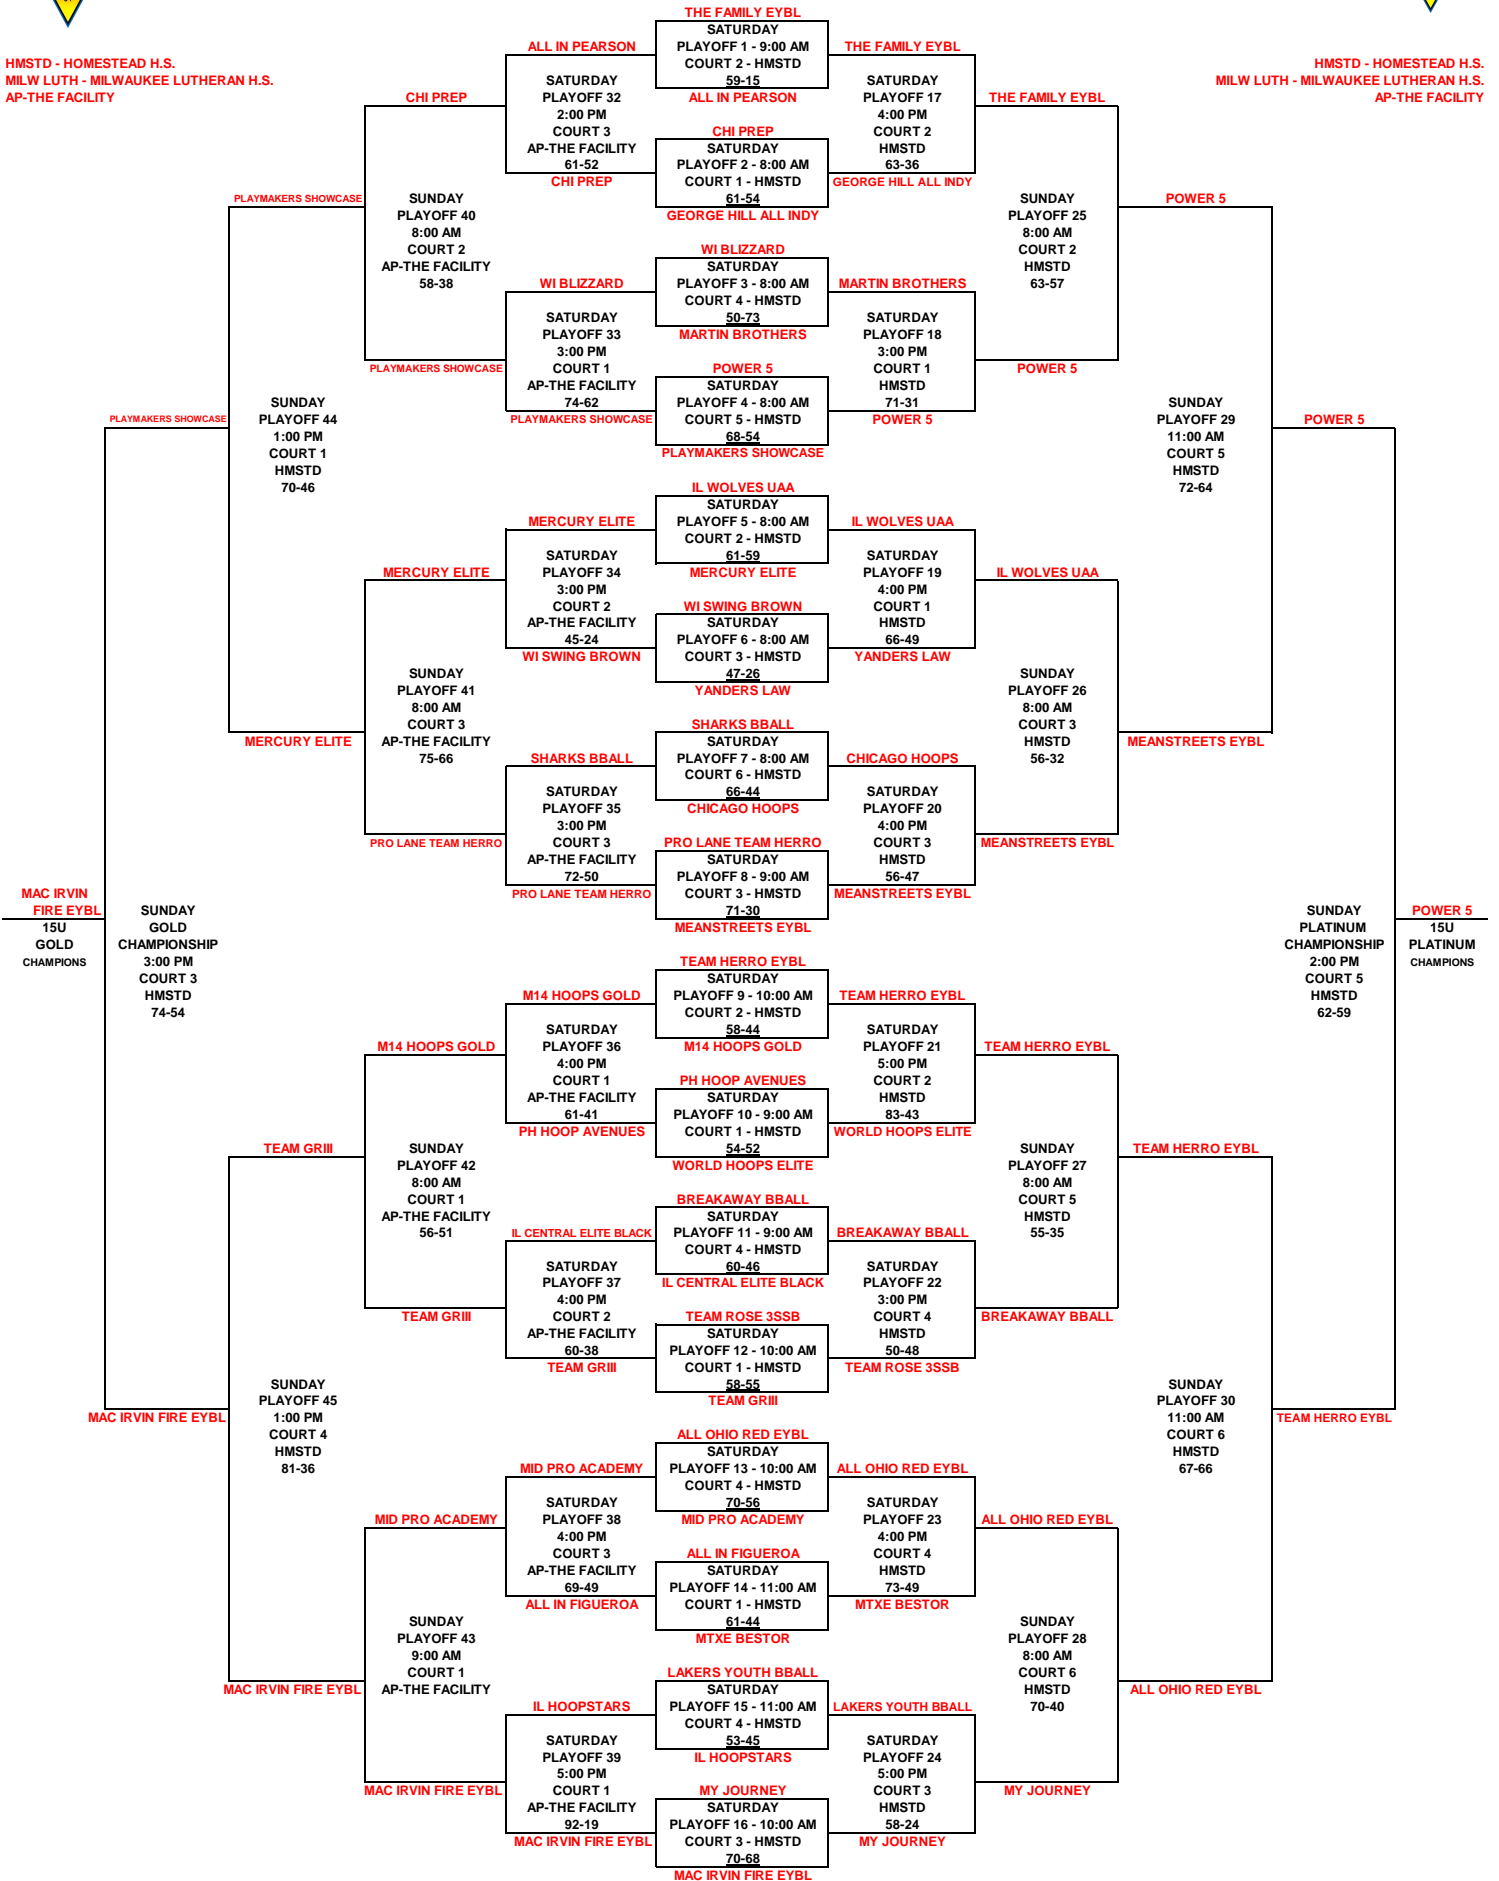 HMSTD - HOMESTEAD H.S.
MILW LUTH - MILWAUKEE LUTHERAN H.S.
AP-THE FACILITY
HMSTD - HOMESTEAD H.S.
MILW LUTH - MILWAUKEE LUTHERAN H.S.
AP-THE FACILITY
THE FAMILY EYBL
SATURDAY
PLAYOFF 1 - 9:00 AM
COURT 2 - HMSTD
59-15
ALL IN PEARSON
CHI PREP
SATURDAY
PLAYOFF 2 - 8:00 AM
COURT 1 - HMSTD
61-54
GEORGE HILL ALL INDY
WI BLIZZARD
SATURDAY
PLAYOFF 3 - 8:00 AM
COURT 4 - HMSTD
50-73
MARTIN BROTHERS
POWER 5
SATURDAY
PLAYOFF 4 - 8:00 AM
COURT 5 - HMSTD
68-54
PLAYMAKERS SHOWCASE
IL WOLVES UAA
SATURDAY
PLAYOFF 5 - 8:00 AM
COURT 2 - HMSTD
61-59
MERCURY ELITE
WI SWING BROWN
SATURDAY
PLAYOFF 6 - 8:00 AM
COURT 3 - HMSTD
47-26
YANDERS LAW
SHARKS BBALL
SATURDAY
PLAYOFF 7 - 8:00 AM
COURT 6 - HMSTD
66-44
CHICAGO HOOPS
PRO LANE TEAM HERRO
SATURDAY
PLAYOFF 8 - 9:00 AM
COURT 3 - HMSTD
71-30
MEANSTREETS EYBL
TEAM HERRO EYBL
SATURDAY
PLAYOFF 9 - 10:00 AM
COURT 2 - HMSTD
58-44
M14 HOOPS GOLD
PH HOOP AVENUES
SATURDAY
PLAYOFF 10 - 9:00 AM
COURT 1 - HMSTD
54-52
WORLD HOOPS ELITE
BREAKAWAY BBALL
SATURDAY
PLAYOFF 11 - 9:00 AM
COURT 4 - HMSTD
60-46
IL CENTRAL ELITE BLACK
TEAM ROSE 3SSB
SATURDAY
PLAYOFF 12 - 10:00 AM
COURT 1 - HMSTD
58-55
TEAM GRIII
ALL OHIO RED EYBL
SATURDAY
PLAYOFF 13 - 10:00 AM
COURT 4 - HMSTD
70-56
MID PRO ACADEMY
ALL IN FIGUEROA
SATURDAY
PLAYOFF 14 - 11:00 AM
COURT 1 - HMSTD
61-44
MTXE BESTOR
LAKERS YOUTH BBALL
SATURDAY
PLAYOFF 15 - 11:00 AM
COURT 4 - HMSTD
53-45
IL HOOPSTARS
MY JOURNEY
SATURDAY
PLAYOFF 16 - 10:00 AM
COURT 3 - HMSTD
70-68
MAC IRVIN FIRE EYBL
ALL IN PEARSON
SATURDAY
PLAYOFF 32
2:00 PM
COURT 3
AP-THE FACILITY
61-52
CHI PREP
WI BLIZZARD
SATURDAY
PLAYOFF 33
3:00 PM
COURT 1
AP-THE FACILITY
74-62
PLAYMAKERS SHOWCASE
MERCURY ELITE
SATURDAY
PLAYOFF 34
3:00 PM
COURT 2
AP-THE FACILITY
45-24
WI SWING BROWN
SHARKS BBALL
SATURDAY
PLAYOFF 35
3:00 PM
COURT 3
AP-THE FACILITY
72-50
PRO LANE TEAM HERRO
M14 HOOPS GOLD
SATURDAY
PLAYOFF 36
4:00 PM
COURT 1
AP-THE FACILITY
61-41
PH HOOP AVENUES
IL CENTRAL ELITE BLACK
SATURDAY
PLAYOFF 37
4:00 PM
COURT 2
AP-THE FACILITY
60-38
TEAM GRIII
MID PRO ACADEMY
SATURDAY
PLAYOFF 38
4:00 PM
COURT 3
AP-THE FACILITY
69-49
ALL IN FIGUEROA
IL HOOPSTARS
SATURDAY
PLAYOFF 39
5:00 PM
COURT 1
AP-THE FACILITY
92-19
MAC IRVIN FIRE EYBL
CHI PREP
SUNDAY
PLAYOFF 40
8:00 AM
COURT 2
AP-THE FACILITY
58-38
PLAYMAKERS SHOWCASE
MERCURY ELITE
SUNDAY
PLAYOFF 41
8:00 AM
COURT 3
AP-THE FACILITY
75-66
PRO LANE TEAM HERRO
M14 HOOPS GOLD
SUNDAY
PLAYOFF 42
8:00 AM
COURT 1
AP-THE FACILITY
56-51
TEAM GRIII
MID PRO ACADEMY
SUNDAY
PLAYOFF 43
9:00 AM
COURT 1
AP-THE FACILITY
MAC IRVIN FIRE EYBL
PLAYMAKERS SHOWCASE
SUNDAY
PLAYOFF 44
1:00 PM
COURT 1
HMSTD
70-46
MERCURY ELITE
TEAM GRIII
SUNDAY
PLAYOFF 45
1:00 PM
COURT 4
HMSTD
81-36
MAC IRVIN FIRE EYBL
PLAYMAKERS SHOWCASE
SUNDAY
GOLD
CHAMPIONSHIP
3:00 PM
COURT 3
HMSTD
74-54
MAC IRVIN FIRE EYBL
MAC IRVIN
FIRE EYBL
15U
GOLD
CHAMPIONS
THE FAMILY EYBL
SATURDAY
PLAYOFF 17
4:00 PM
COURT 2
HMSTD
63-36
GEORGE HILL ALL INDY
MARTIN BROTHERS
SATURDAY
PLAYOFF 18
3:00 PM
COURT 1
HMSTD
71-31
POWER 5
IL WOLVES UAA
SATURDAY
PLAYOFF 19
4:00 PM
COURT 1
HMSTD
66-49
YANDERS LAW
CHICAGO HOOPS
SATURDAY
PLAYOFF 20
4:00 PM
COURT 3
HMSTD
56-47
MEANSTREETS EYBL
TEAM HERRO EYBL
SATURDAY
PLAYOFF 21
5:00 PM
COURT 2
HMSTD
83-43
WORLD HOOPS ELITE
BREAKAWAY BBALL
SATURDAY
PLAYOFF 22
3:00 PM
COURT 4
HMSTD
50-48
TEAM ROSE 3SSB
ALL OHIO RED EYBL
SATURDAY
PLAYOFF 23
4:00 PM
COURT 4
HMSTD
73-49
MTXE BESTOR
LAKERS YOUTH BBALL
SATURDAY
PLAYOFF 24
5:00 PM
COURT 3
HMSTD
58-24
MY JOURNEY
THE FAMILY EYBL
SUNDAY
PLAYOFF 25
8:00 AM
COURT 2
HMSTD
63-57
POWER 5
IL WOLVES UAA
SUNDAY
PLAYOFF 26
8:00 AM
COURT 3
HMSTD
56-32
MEANSTREETS EYBL
TEAM HERRO EYBL
SUNDAY
PLAYOFF 27
8:00 AM
COURT 5
HMSTD
55-35
BREAKAWAY BBALL
ALL OHIO RED EYBL
SUNDAY
PLAYOFF 28
8:00 AM
COURT 6
HMSTD
70-40
MY JOURNEY
POWER 5
SUNDAY
PLAYOFF 29
11:00 AM
COURT 5
HMSTD
72-64
MEANSTREETS EYBL
TEAM HERRO EYBL
SUNDAY
PLAYOFF 30
11:00 AM
COURT 6
HMSTD
67-66
ALL OHIO RED EYBL
POWER 5
SUNDAY
PLATINUM
CHAMPIONSHIP
2:00 PM
COURT 5
HMSTD
62-59
TEAM HERRO EYBL
POWER 5
15U
PLATINUM
CHAMPIONS